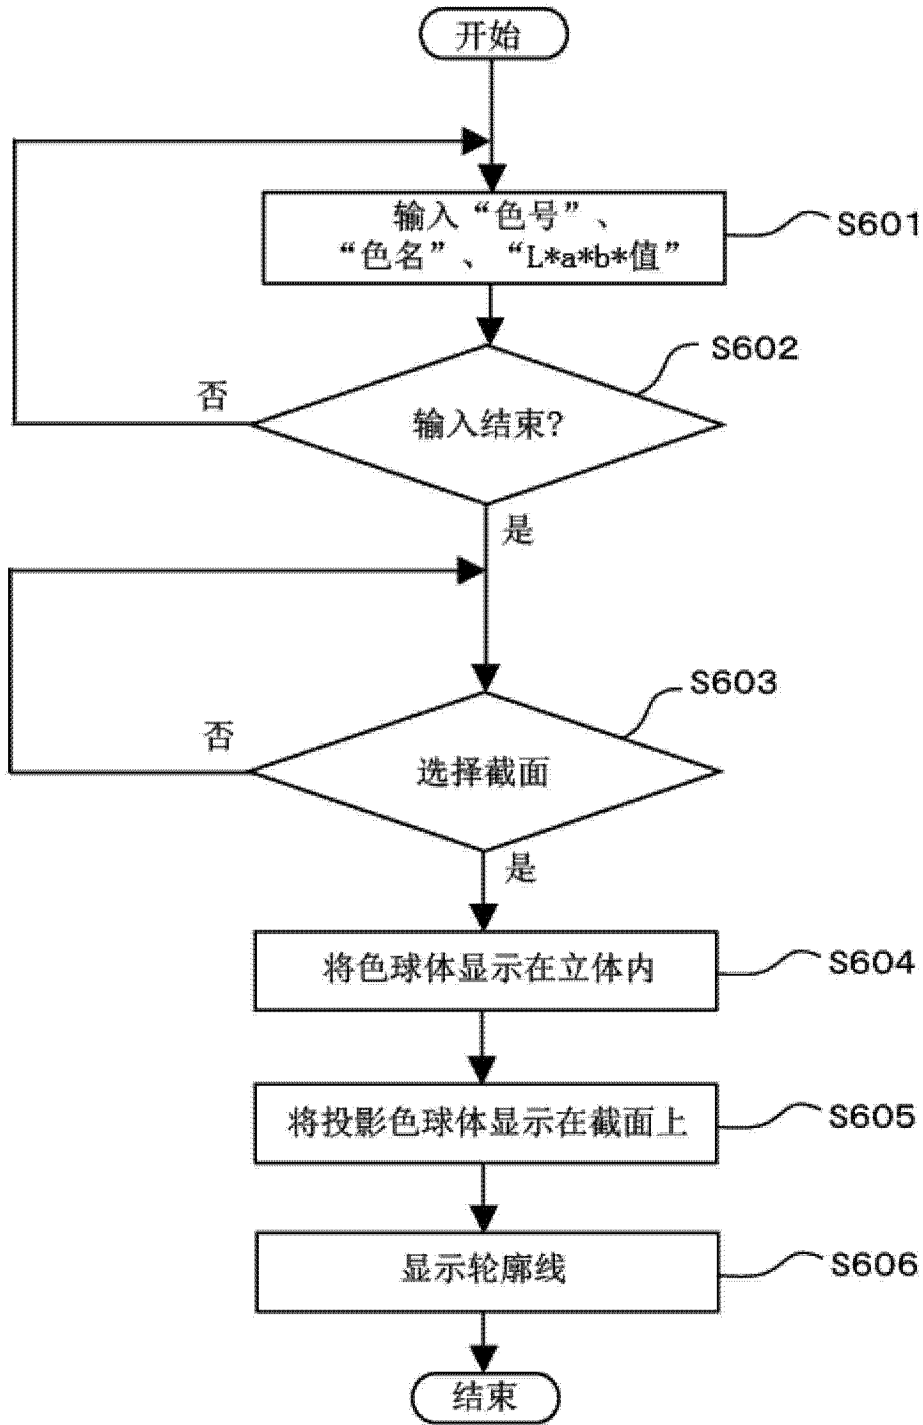 开始
输入“色号”、
“色名”、“L*a*b*值”
S601
S602
否
输入结束?
是
S603
否
选择截面
是
将色球体显示在立体内
S604
将投影色球体显示在截面上
S605
显示轮廓线
S606
结束